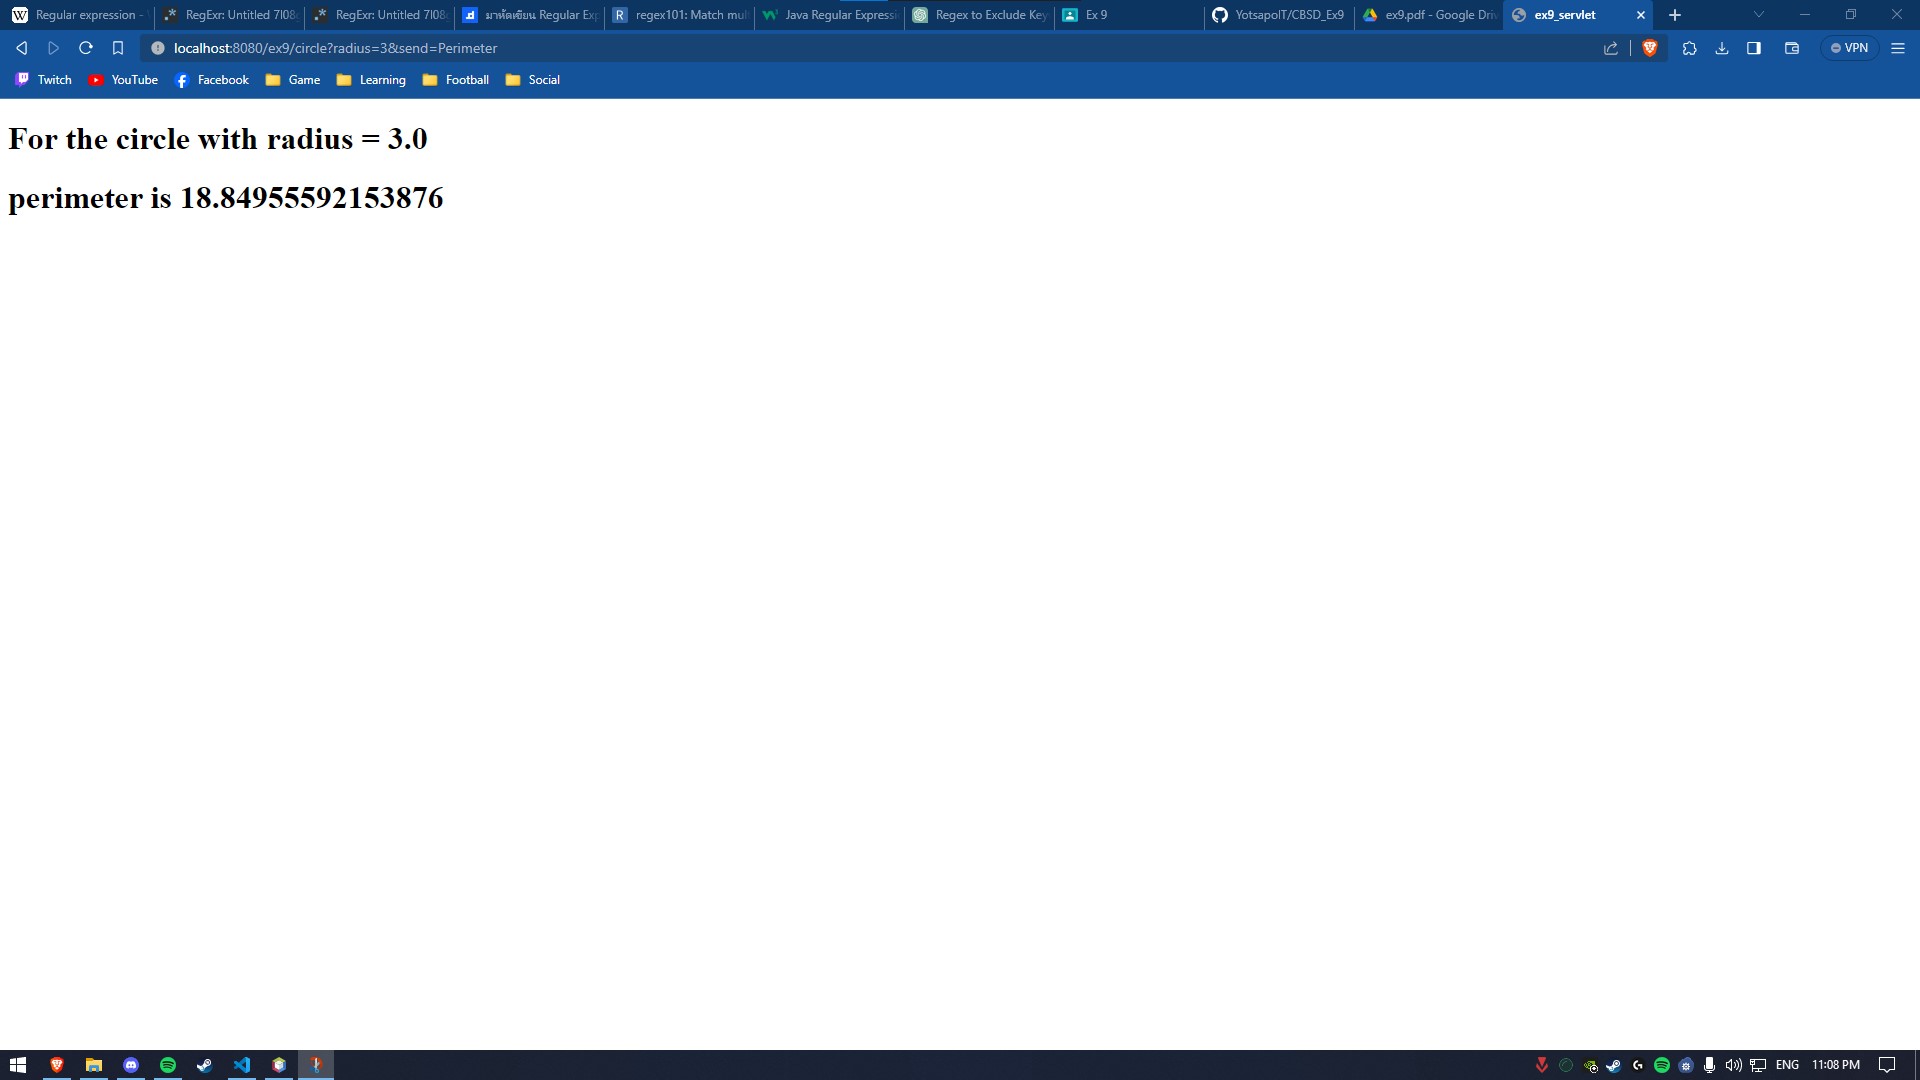 Regular expression -
RegExr: Untitled 7l08
RegExr: Untitled 7l08
มาหัดเขียน Regular Exp
regex101: Match mul
Java Regular Expressi
Regex to Exclude Key
Ex 9
YotsapolT/CBSD_Ex9
ex9.pdf - Google Driv
ex9_servlet
localhost:8080/ex9/circle?radius=3&send=Perimeter
VPN
Twitch
YouTube
Facebook
Game
Learning
Football
Social
For the circle with radius = 3.0
perimeter is 18.84955592153876
ENG
11:08 PM